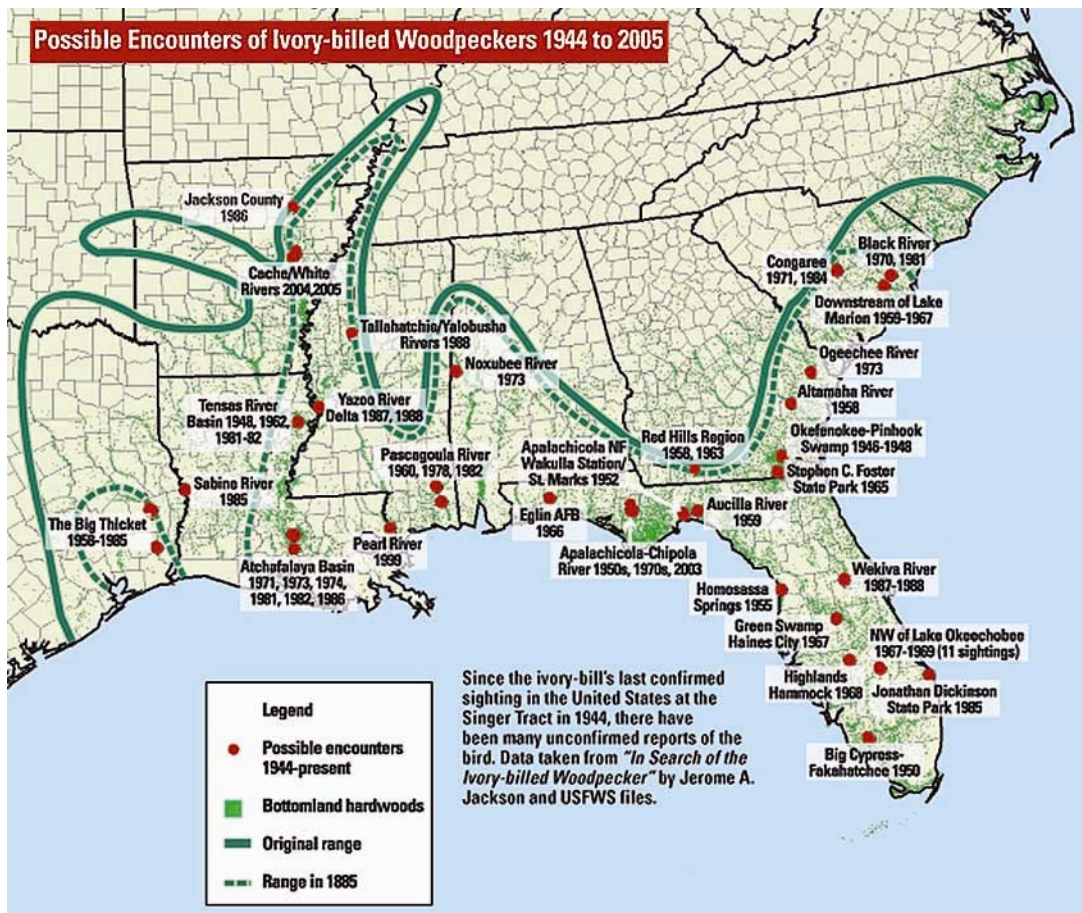 Possible Encounters of Ivory-billed Woodpeckers 1944 to 2005
Jackson County
1986
Cache/White
Rivers 2004,2005
Tallahatchie/Yalobusha
Rivers 1988
Noxubee River
1973
Congaree
1971, 1984
Black River
1970, 1981
Downstream of Lake
Marion 1959-1967
Ogeechee River
1973
Altamaha River
1958
Okefenokee-Pinhook
Swamp 1946-1948
Stephen C. Foster
State Park 1965
Tensas River
Basin 1948, 1962,
1981-82
Yazoo River
Delta 1987, 1988
Pascagoula River
1960, 1978, 1982
Apalachicola NF
Wakulla Station/
St. Marks 1952
Red Hills Region
1958, 1963
Sabine River
1985
The Big Thicket
1958-1985
Atchafalaya Basin
1971, 1973, 1974,
1981, 1982, 1986
Pearl River
1999
Eglin AFB
1966
Aucilla River
1959
Apalachicola-Chipola
River 1950s, 1970s, 2003
Homosassa
Springs 1955
Wekiva River
1987-1988
Green Swamp
Haines City 1967
NW of Lake Okeechobee
1967-1969 (11 sightings)
Highlands
Hammock 1968
Jonathan Dickinson
State Park 1985
Big Cypress-
Fakahatchee 1950
Since the ivory-bill's last confirmed
sighting in the United States at the
Singer Tract in 1944, there have
been many unconfirmed reports of the
bird. Data taken from "In Search of the
Ivory-billed Woodpecker" by Jerome A.
Jackson and USFWS files.
Legend
Possible encounters
1944-present
Bottomland hardwoods
Original range
Range in 1885